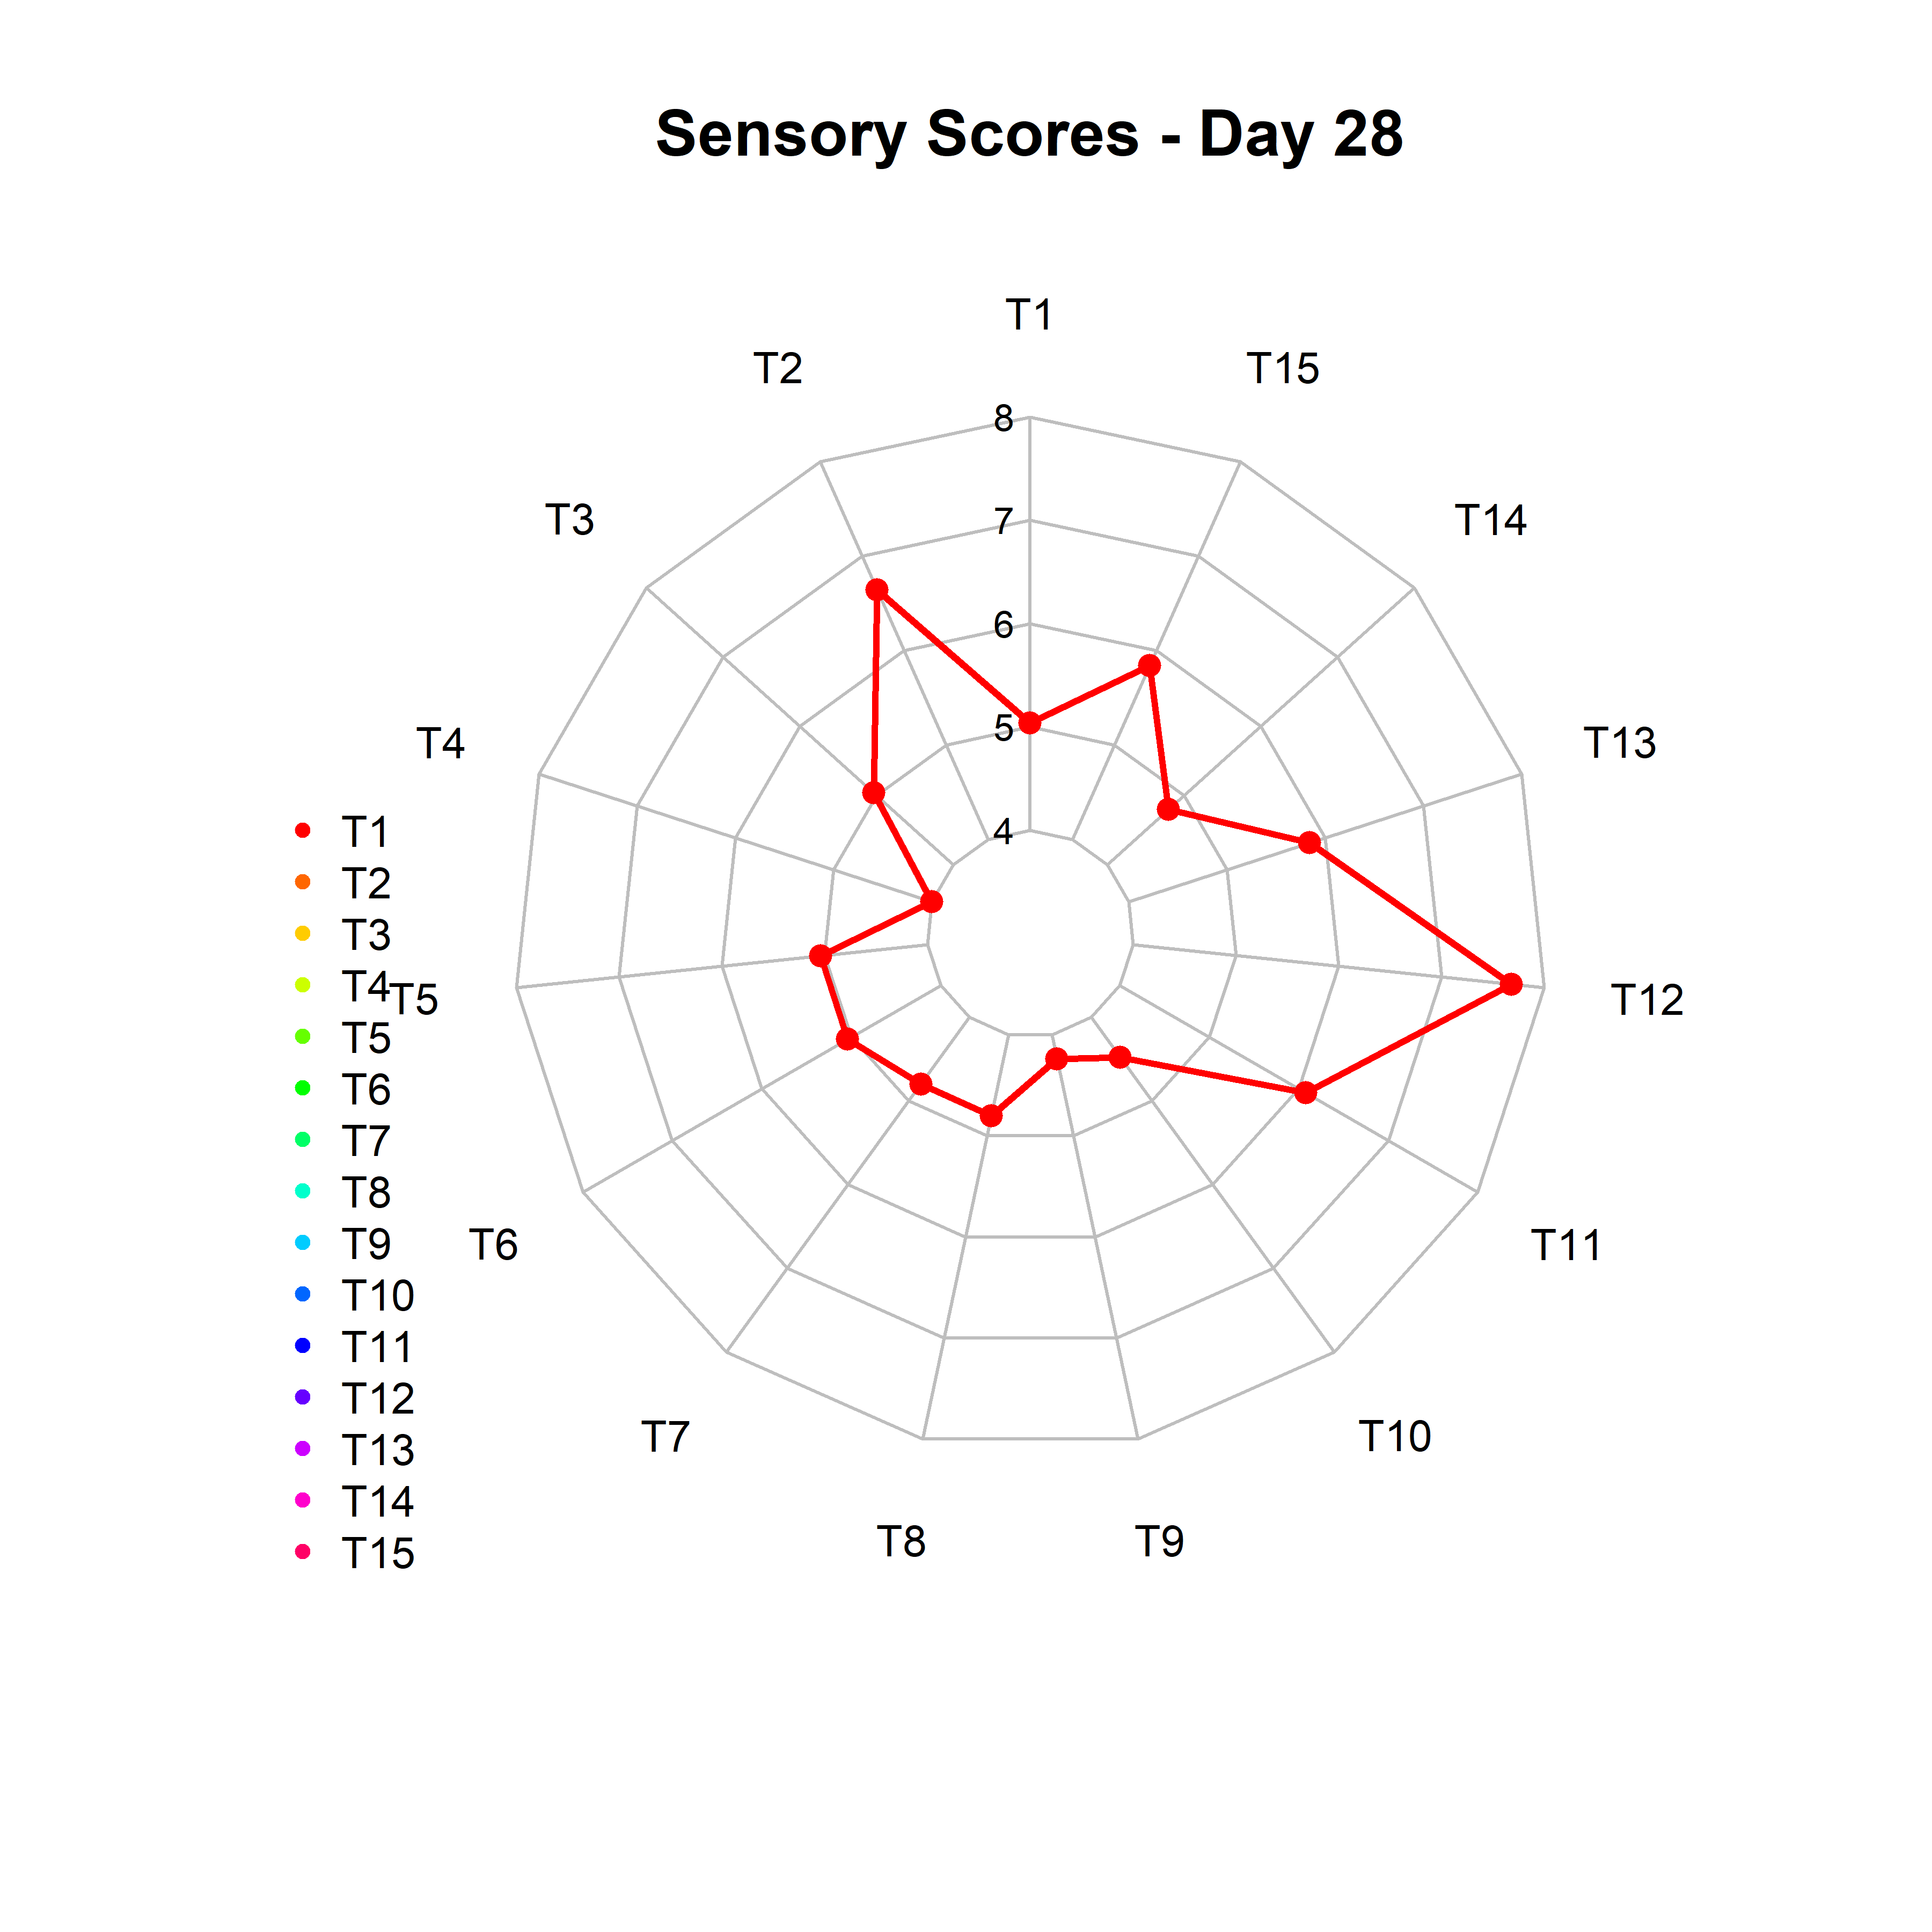 Sensory Scores - Day 28
T1
T2
T15
8
T3
7
T14
6
T4
5
T13
4
T5
T12
T6
T11
T7
T10
T8
T9
T1
T2
T3
T4
T5
T6
T7
T8
T9
T10
T11
T12
T13
T14
T15